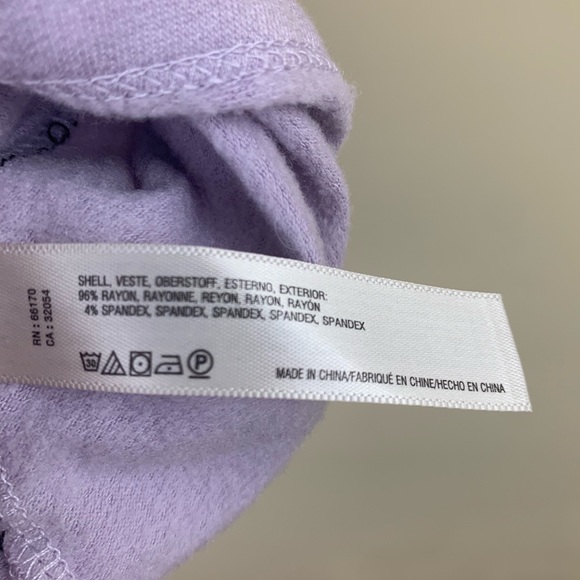 RN : 66170
CA : 32054
SHELL, VESTE, OBERSTOFF, ESTERNO, EXTERIOR:
96% RAYON, RAYONNE, REYON, RAYON, RAYÓN
4% SPANDEX, SPANDEX, SPANDEX, SPANDEX, SPANDEX
30
P
MADE IN CHINA/FABRIQUÉ EN CHINE/HECHO EN CHINA